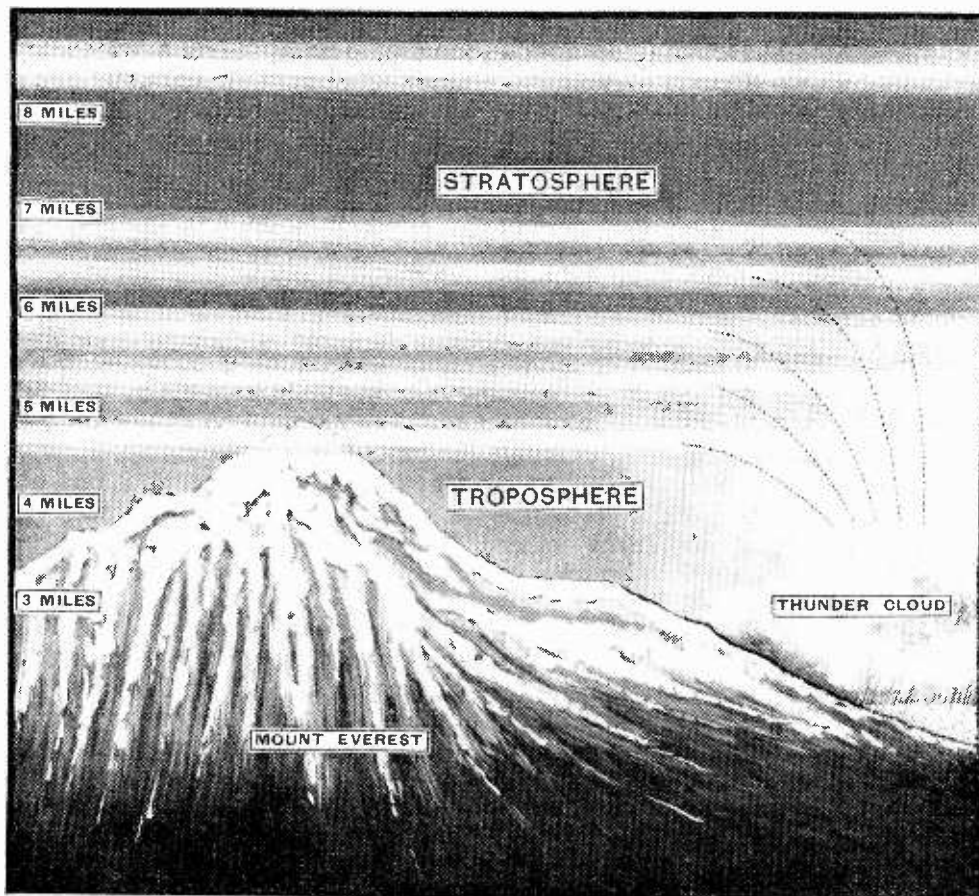 8 MILES
STRATOSPHERE
7 MILES
6 MILES
5 MILES
TROPOSPHERE
4 MILES
3 MILES
THUNDER CLOUD
MOUNT EVEREST